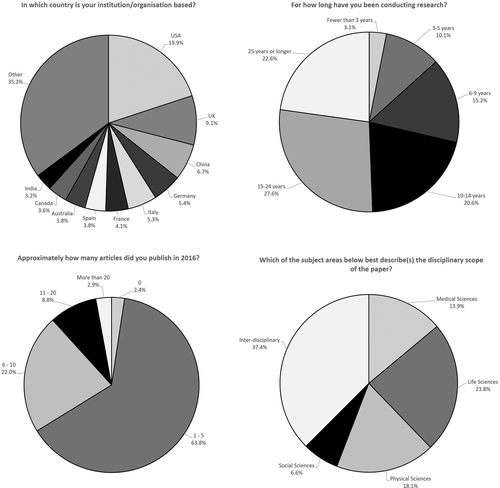 In which country is your institution/organisation based?
USA
19.9%
UK
9.1%
China
6.7%
Germany
5.4%
Italy
5.3%
France
4.1%
Spain
3.8%
Australia
3.8%
Canada
3.6%
India
3.2%
Other
35.2%
For how long have you been conducting research?
Fewer than 3 years
3.1%
3-5 years
10.1%
6-9 years
15.2%
10-14 years
20.6%
15-24 years
27.6%
25 years or longer
22.6%
Approximately how many articles did you publish in 2016?
0
2.4%
1 - 5
63.8%
6 - 10
22.0%
11 - 20
8.8%
More than 20
2.9%
Which of the subject areas below best describe(s) the disciplinary scope
of the paper?
Medical Sciences
13.9%
Life Sciences
23.8%
Physical Sciences
18.1%
Social Sciences
6.6%
Inter-disciplinary
37.4%